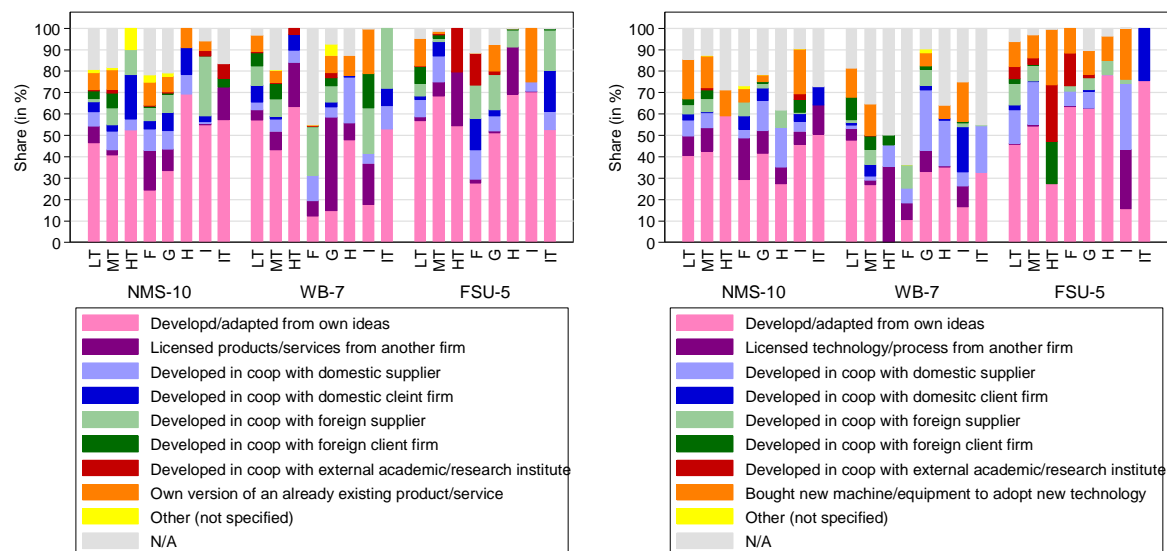 Share (in %)
100
90
80
70
60
50
40
30
20
10
0
LT MT HT F G H I IT LT MT HT F G H I IT LT MT HT F G H I IT
NMS-10 WB-7 FSU-5
Developd/adapted from own ideas
Licensed products/services from another firm
Developed in coop with domestic supplier
Developed in coop with domestic cleint firm
Developed in coop with foreign supplier
Developed in coop with foreign client firm
Developed in coop with external academic/research institute
Own version of an already existing product/service
Other (not specified)
N/A
Share (in %)
100
90
80
70
60
50
40
30
20
10
0
LT MT HT F G H I IT LT MT HT F G H I IT LT MT HT F G H I IT
NMS-10 WB-7 FSU-5
Developd/adapted from own ideas
Licensed technology/process from another firm
Developed in coop with domestic supplier
Developed in coop with domesitc client firm
Developed in coop with foreign supplier
Developed in coop with foreign client firm
Developed in coop with external academic/research institute
Bought new machine/equipment to adopt new technology
Other (not specified)
N/A